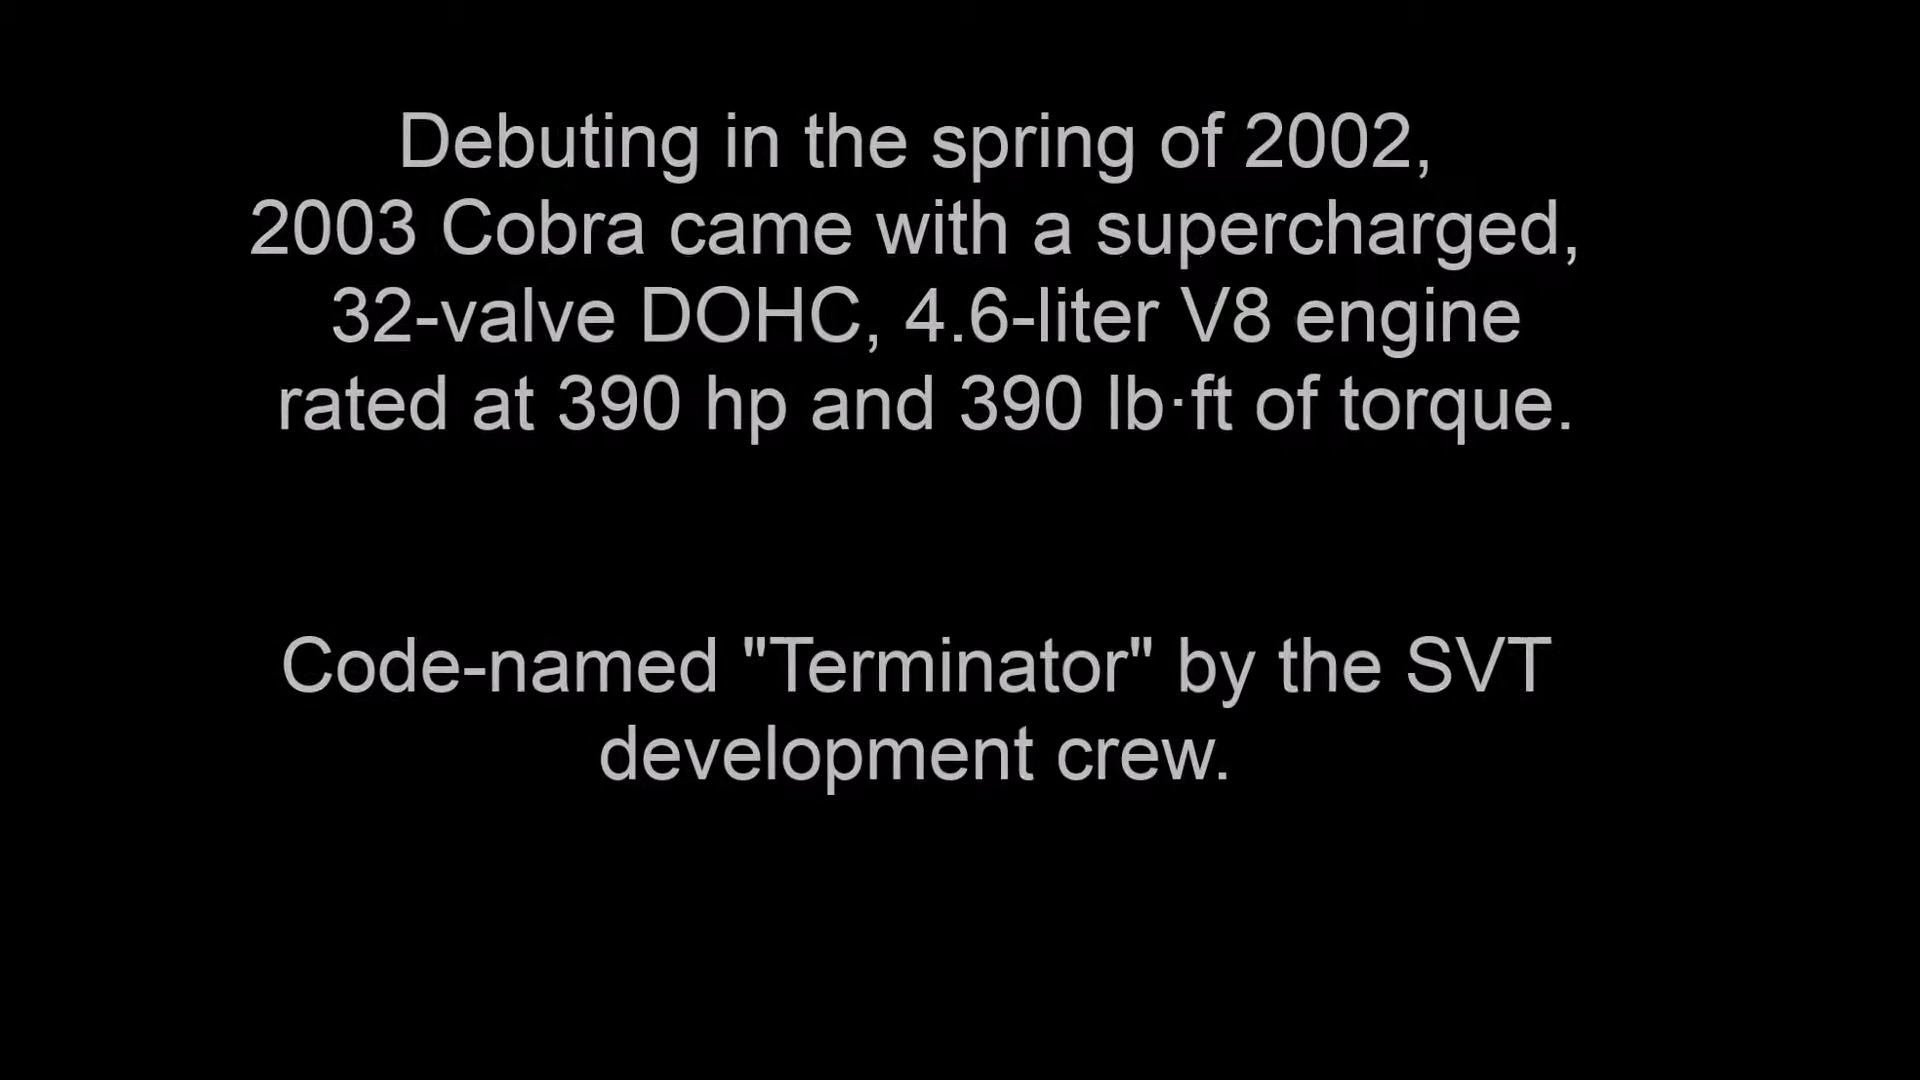 Debuting in the spring of 2002,
2003 Cobra came with a supercharged,
32-valve DOHC, 4.6-liter V8 engine
rated at 390 hp and 390 lb·ft of torque.
Code-named "Terminator" by the SVT
development crew.